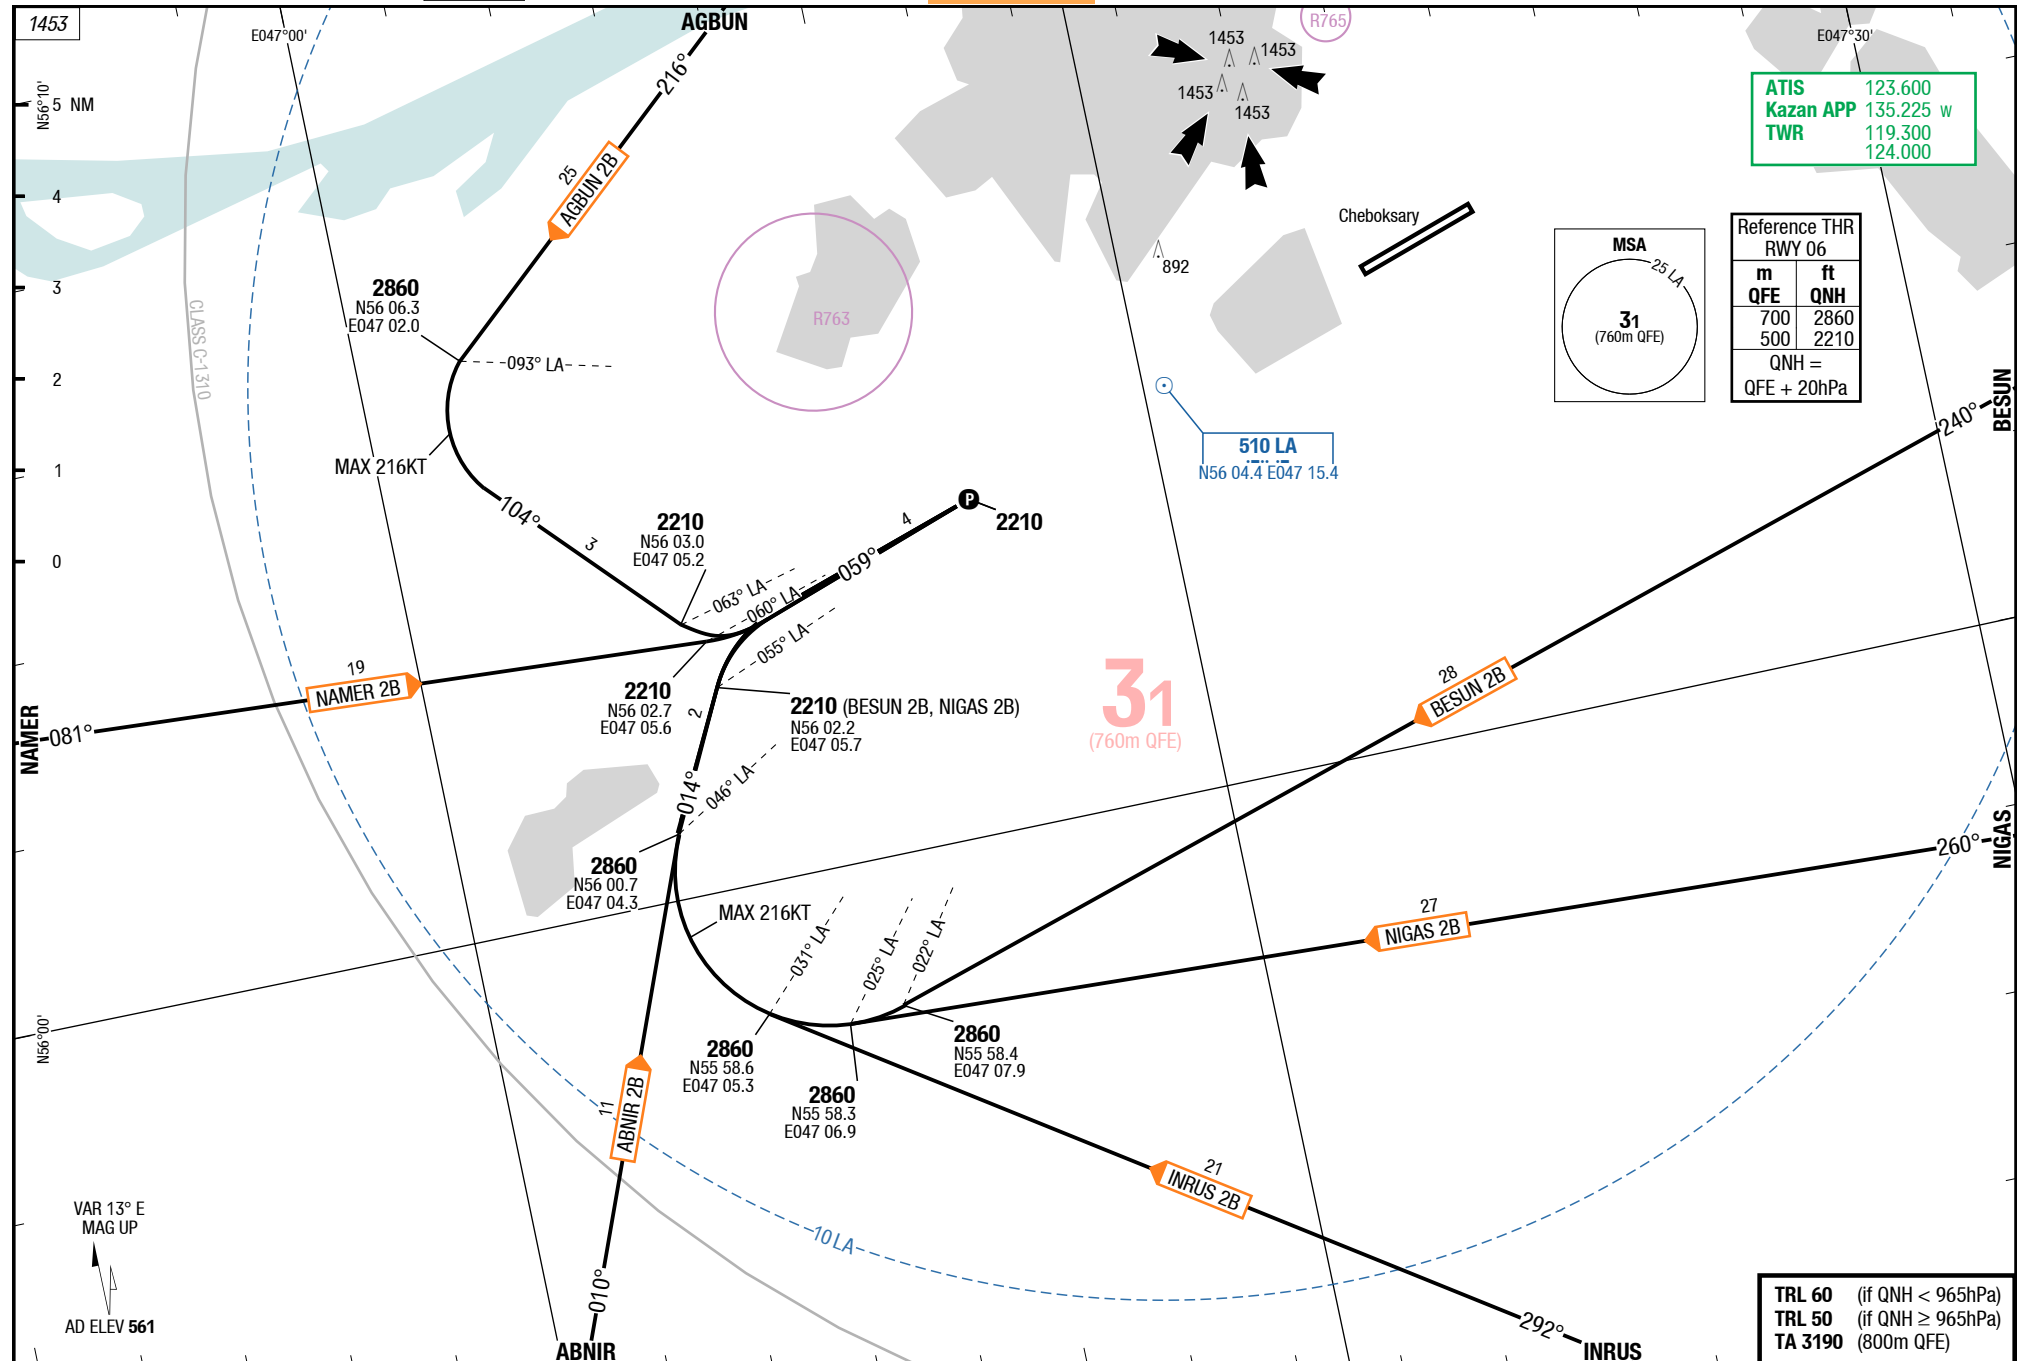 1453
AGBUN
R765
E047°00'
E047°30'
N56°10'
5 NM
4
3
2
1
0
216°
25
AGBUN 2B
1453
1453
1453
1453
ATIS 123.600
Kazan APP 135.225 W
TWR 119.300
124.000
Cheboksary
892
MSA
25 LA
31
(760m QFE)
Reference THR
RWY 06
m ft
QFE QNH
700 2860
500 2210
QNH =
QFE + 20hPa
2860
N56 06.3
E047 02.0
093° LA
CLASS C-1310
R763
MAX 216KT
104°
3
510 LA
N56 04.4 E047 15.4
BESUN
240°
2210
N56 03.0
E047 05.2
4
P
2210
059°
063° LA
060° LA
055° LA
19
NAMER 2B
NAMER
081°
2210
N56 02.7
E047 05.6
2
2210 (BESUN 2B, NIGAS 2B)
N56 02.2
E047 05.7
31
(760m QFE)
28
BESUN 2B
014°
046° LA
2860
N56 00.7
E047 04.3
MAX 216KT
NIGAS
260°
27
NIGAS 2B
031° LA
025° LA
022° LA
N56°00'
2860
N55 58.6
E047 05.3
2860
N55 58.3
E047 06.9
2860
N55 58.4
E047 07.9
11
ABNIR 2B
21
INRUS 2B
10 LA
VAR 13° E
MAG UP
AD ELEV 561
010°
ABNIR
292°
INRUS
TRL 60 (if QNH < 965hPa)
TRL 50 (if QNH ≥ 965hPa)
TA 3190 (800m QFE)